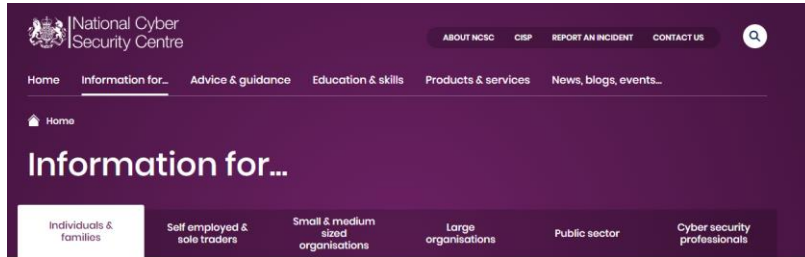 National Cyber
Security Centre
ABOUT NCSC CISP REPORT AN INCIDENT CONTACT US
Home Information for... Advice & guidance Education & skills Products & services News, blogs, events...
Home
Information for...
Individuals &
families
Self employed &
sole traders
Small & medium
sized
organisations
Large
organisations
Public sector
Cyber security
professionals